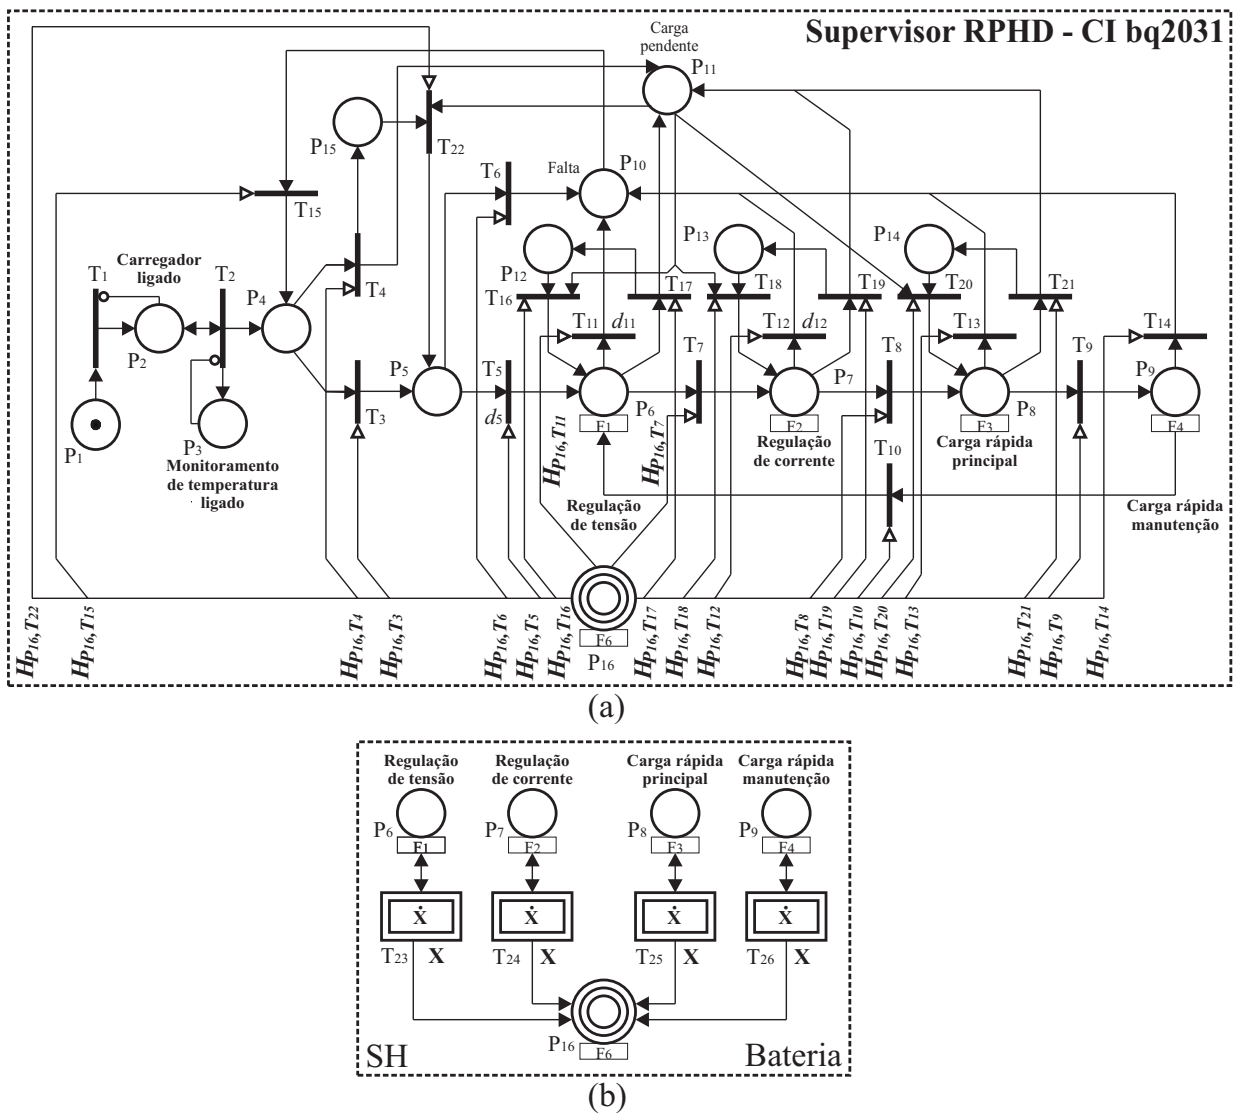 Supervisor RPHD - CI bq2031
Carga
pendente
P11
P15
T22
T6
Falta
P10
T15
P12
P13
P14
Carregador
ligado
T1
T2
P4
T4
T16
T17
T18
T19
T20
T21
T11
d11
T12
d12
T13
T14
P2
P5
T5
d5
T3
P6
T7
P7
T8
P8
T9
P9
F1
F2
F3
F4
P1
P3
Monitoramento
de temperatura
ligado
HP16,T11
HP16,T7
Regulação
de corrente
Carga rápida
principal
T10
Regulação
de tensão
Carga rápida
manutenção
F6
P16
HP16,T22
HP16,T15
HP16,T4
HP16,T3
HP16,T6
HP16,T5
HP16,T16
HP16,T17
HP16,T18
HP16,T12
HP16,T8
HP16,T19
HP16,T10
HP16,T20
HP16,T13
HP16,T21
HP16,T9
HP16,T14
(a)
Regulação
de tensão
Regulação
de corrente
Carga rápida
principal
Carga rápida
manutenção
P6
P7
P8
P9
F1
F2
F3
F4
Ẋ
Ẋ
Ẋ
Ẋ
T23 X
T24 X
T25 X
T26 X
P16
F6
SH
Bateria
(b)